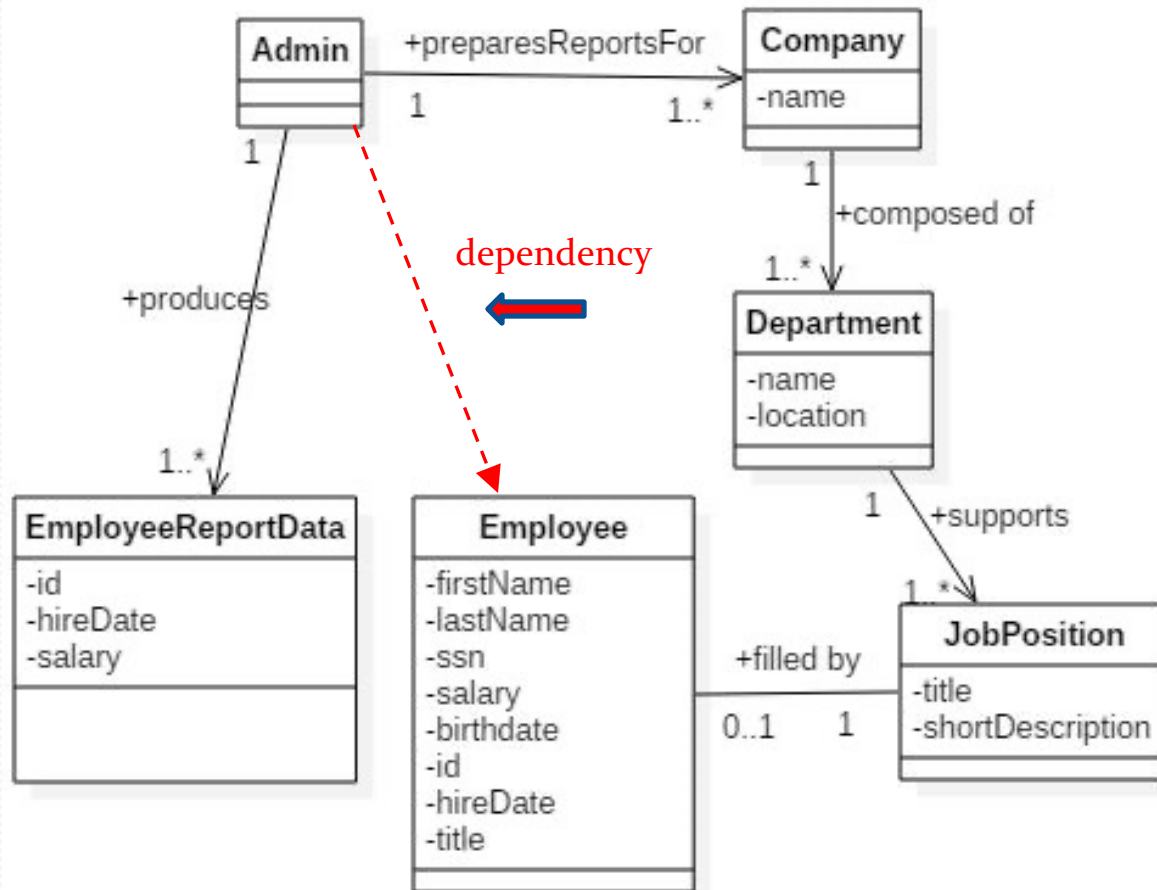 Admin
+preparesReportsFor
1
1..*
Company
-name
1
+produces
1..*
dependency
1
+composed of
1..*
Department
-name
-location
1
+supports
1..*
EmployeeReportData
-id
-hireDate
-salary
Employee
-firstName
-lastName
-ssn
-salary
-birthdate
-id
-hireDate
-title
+filled by
0..1
1
JobPosition
-title
-shortDescription